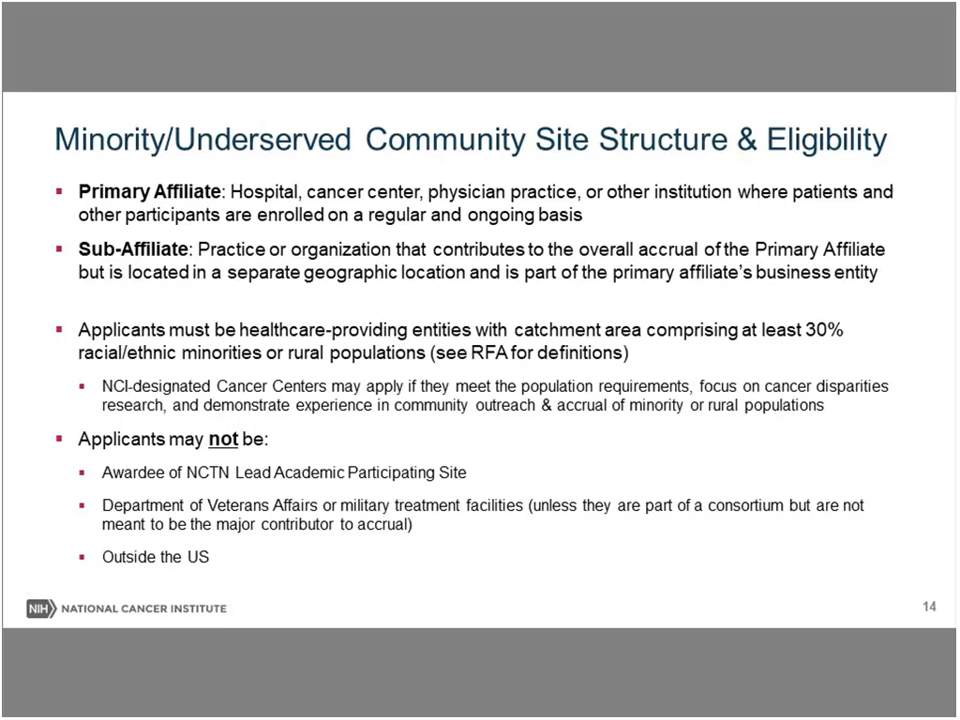 Minority/Underserved Community Site Structure & Eligibility
▪ Primary Affiliate: Hospital, cancer center, physician practice, or other institution where patients and
other participants are enrolled on a regular and ongoing basis
▪ Sub-Affiliate: Practice or organization that contributes to the overall accrual of the Primary Affiliate
but is located in a separate geographic location and is part of the primary affiliate's business entity
▪ Applicants must be healthcare-providing entities with catchment area comprising at least 30%
racial/ethnic minorities or rural populations (see RFA for definitions)
▪ NCI-designated Cancer Centers may apply if they meet the population requirements, focus on cancer disparities
research, and demonstrate experience in community outreach & accrual of minority or rural populations
▪ Applicants may not be:
▪ Awardee of NCTN Lead Academic Participating Site
▪ Department of Veterans Affairs or military treatment facilities (unless they are part of a consortium but are not
meant to be the major contributor to accrual)
▪ Outside the US
NIH NATIONAL CANCER INSTITUTE
14